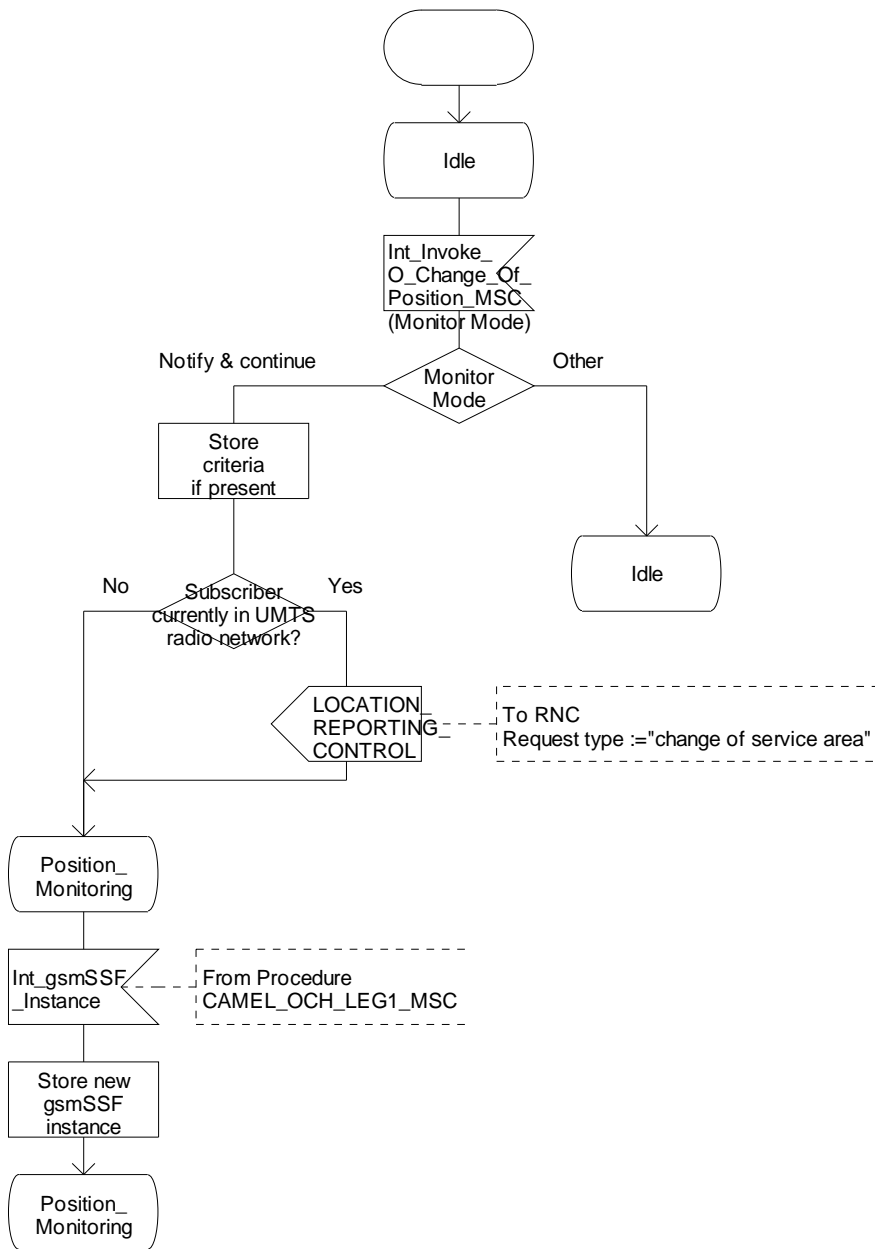 Idle
Int_Invoke_
O_Change_Of_
Position_MSC
(Monitor Mode)
Notify & continue
Monitor
Mode
Other
Store
criteria
if present
Idle
No
Subscriber
currently in UMTS
radio network?
Yes
LOCATION_
REPORTING_
CONTROL
To RNC
Request type :="change of service area"
Position_
Monitoring
Int_gsmSSF
_Instance
From Procedure
CAMEL_OCH_LEG1_MSC
Store new
gsmSSF
instance
Position_
Monitoring